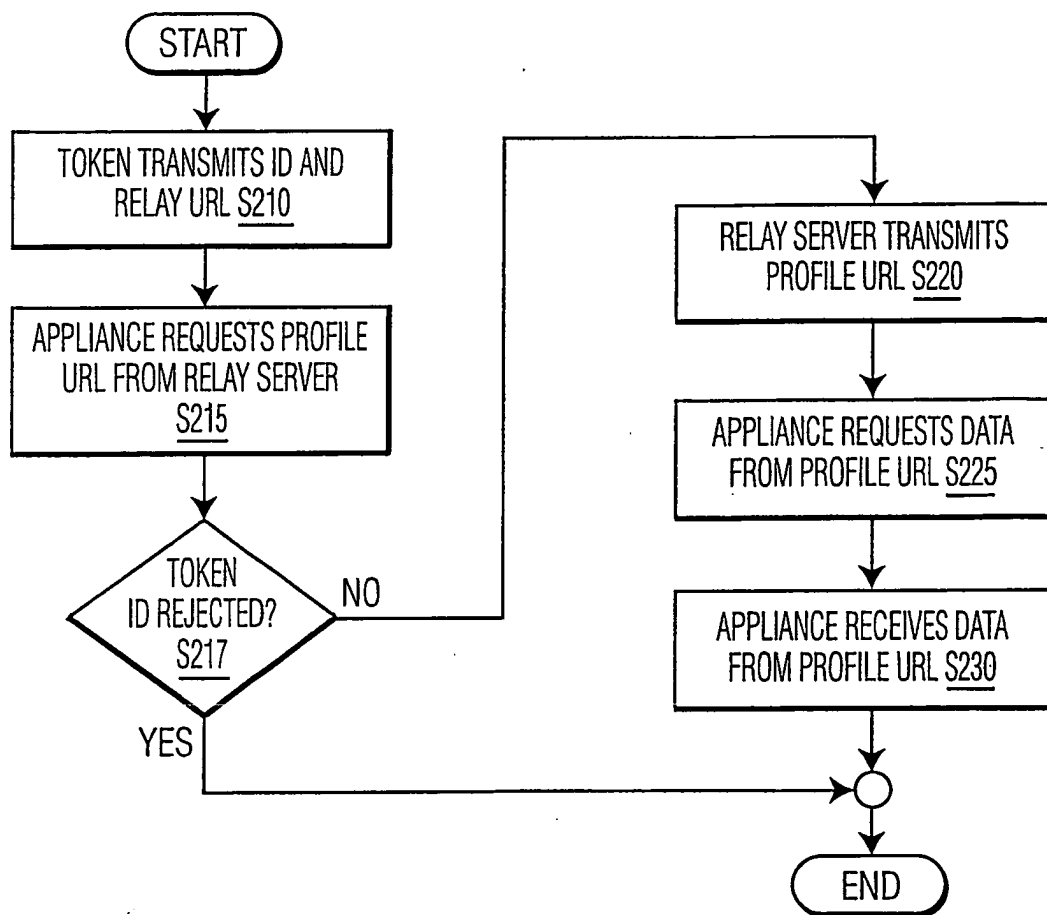 START
TOKEN TRANSMITS ID AND
RELAY URL S210
APPLIANCE REQUESTS PROFILE
URL FROM RELAY SERVER
S215
TOKEN
ID REJECTED?
S217
NO
YES
RELAY SERVER TRANSMITS
PROFILE URL S220
APPLIANCE REQUESTS DATA
FROM PROFILE URL S225
APPLIANCE RECEIVES DATA
FROM PROFILE URL S230
END